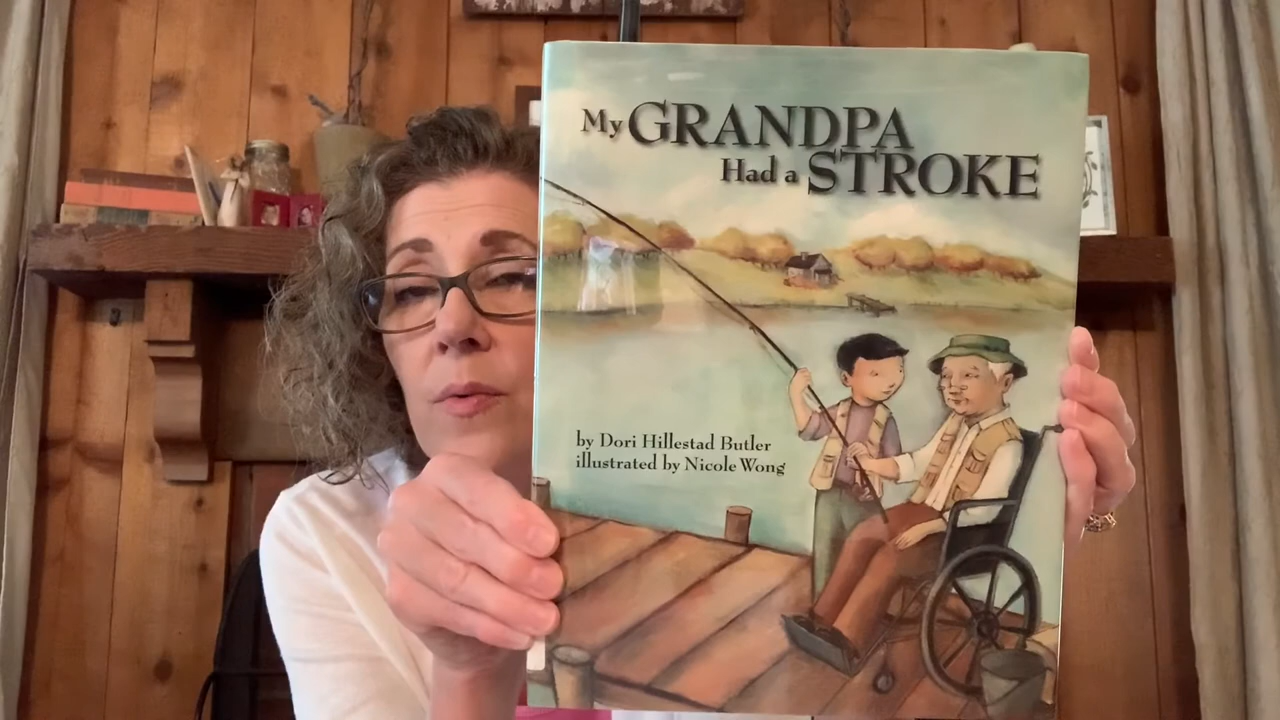 My GRANDPA
Had a STROKE
by Dori Hillestad Butler
illustrated by Nicole Wong